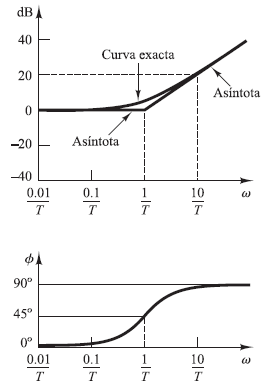 dB
40
Curva exacta
20
Asíntota
0
Asíntota
–20
–40
0.01/T 0.1/T 1/T 10/T ω
ϕ
90°
45°
0°
0.01/T 0.1/T 1/T 10/T ω